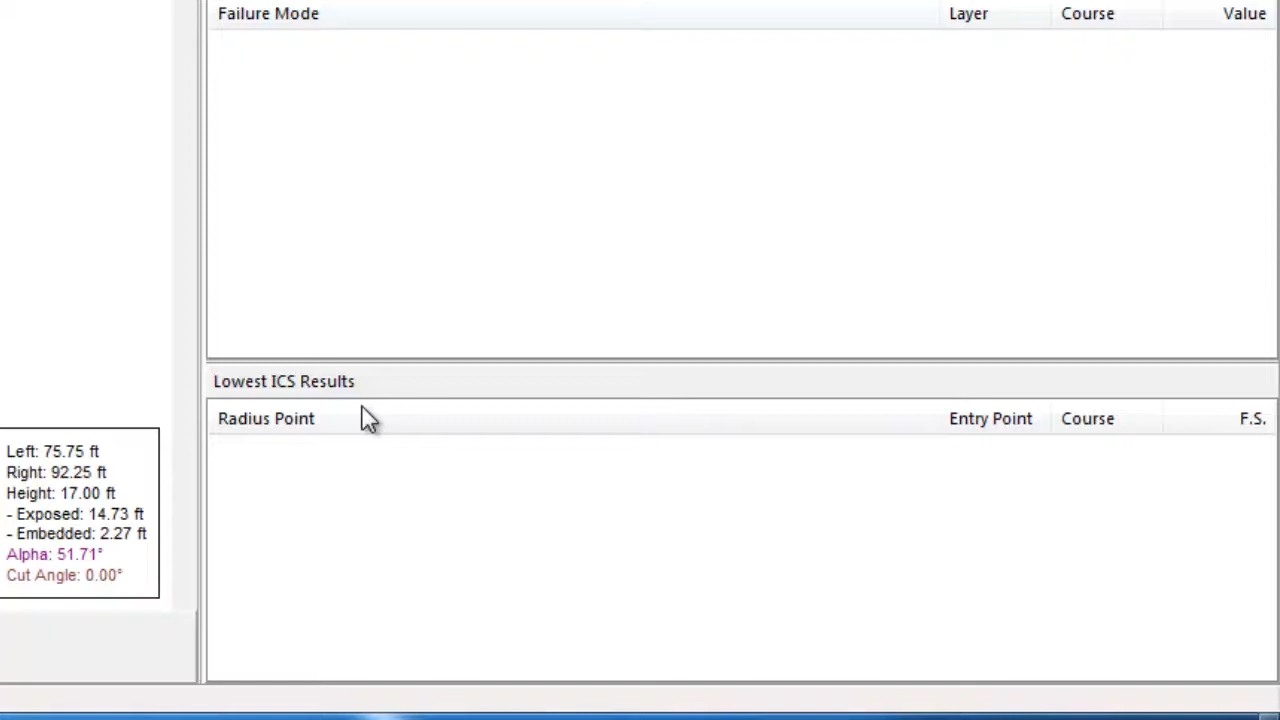 Failure Mode Layer Course Value
Lowest ICS Results
Radius Point Entry Point Course F.S.
Left: 75.75 ft
Right: 92.25 ft
Height: 17.00 ft
- Exposed: 14.73 ft
- Embedded: 2.27 ft
Alpha: 51.71°
Cut Angle: 0.00°